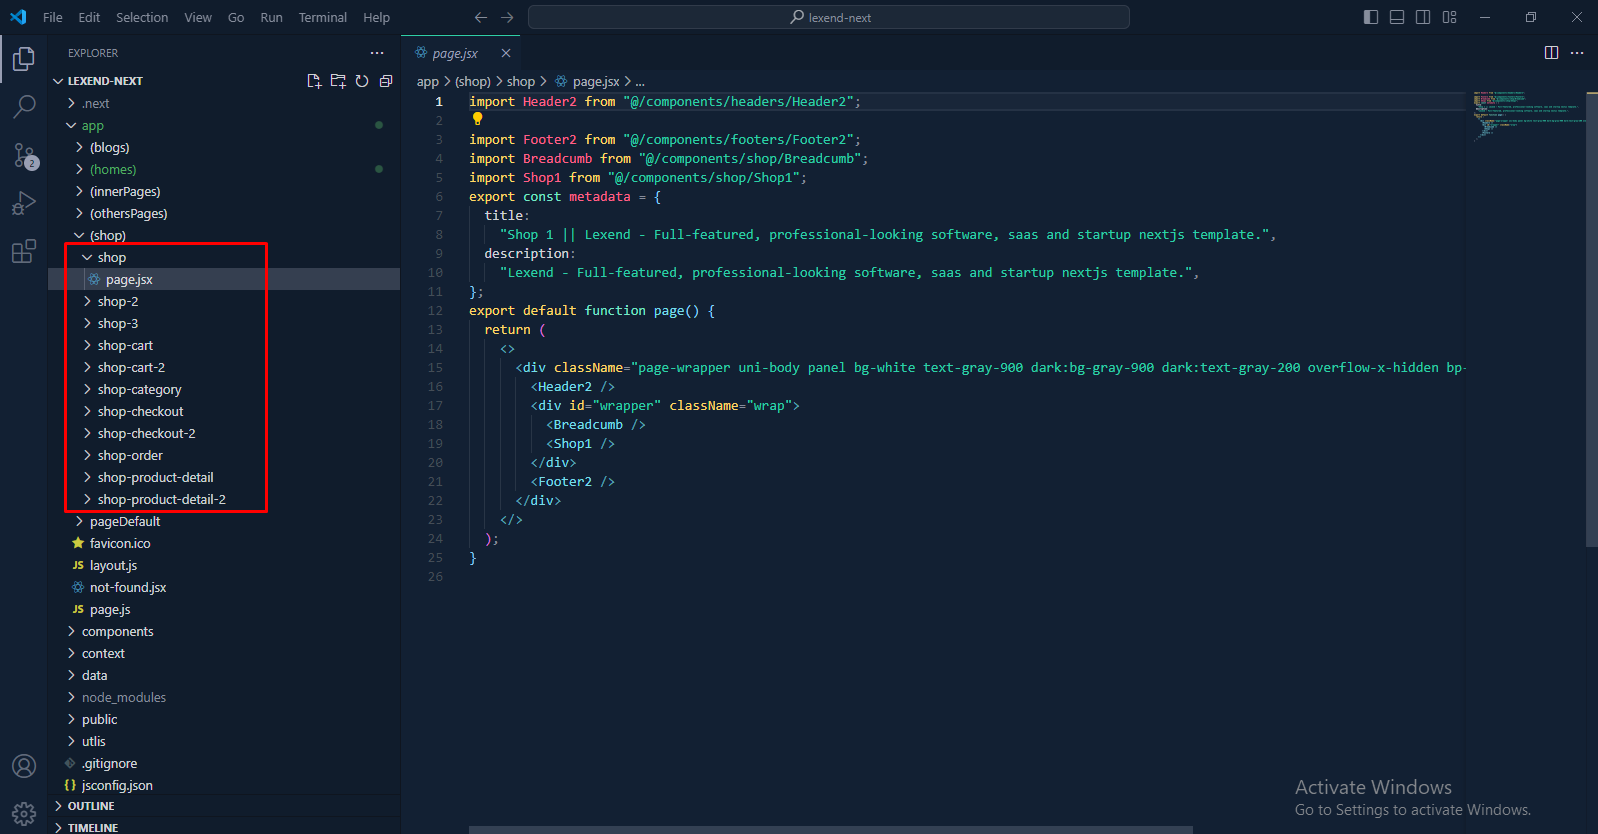 File Edit Selection View Go Run Terminal Help
lexend-next
EXPLORER
LEXEND-NEXT
.next
app
(blogs)
(homes)
(innerPages)
(othersPages)
(shop)
shop
page.jsx
shop-2
shop-3
shop-cart
shop-cart-2
shop-category
shop-checkout
shop-checkout-2
shop-order
shop-product-detail
shop-product-detail-2
pageDefault
favicon.ico
JS layout.js
not-found.jsx
JS page.js
components
context
data
node_modules
public
utlis
.gitignore
{} jsconfig.json
OUTLINE
TIMELINE
2
page.jsx
app > (shop) > shop > page.jsx > ...
1 import Header2 from "@/components/headers/Header2";
2
3 import Footer2 from "@/components/footers/Footer2";
4 import Breadcumb from "@/components/shop/Breadcumb";
5 import Shop1 from "@/components/shop/Shop1";
6 export const metadata = {
7 title:
8 "Shop 1 || Lexend - Full-featured, professional-looking software, saas and startup nextjs template.",
9 description:
10 "Lexend - Full-featured, professional-looking software, saas and startup nextjs template.",
11 };
12 export default function page() {
13 return (
14 <>
15 <div className="page-wrapper uni-body panel bg-white text-gray-900 dark:bg-gray-900 dark:text-gray-200 overflow-x-hidden bp-
16 <Header2 />
17 <div id="wrapper" className="wrap">
18 <Breadcumb />
19 <Shop1 />
20 </div>
21 <Footer2 />
22 </div>
23 </>
24 );
25 }
26
Activate Windows
Go to Settings to activate Windows.